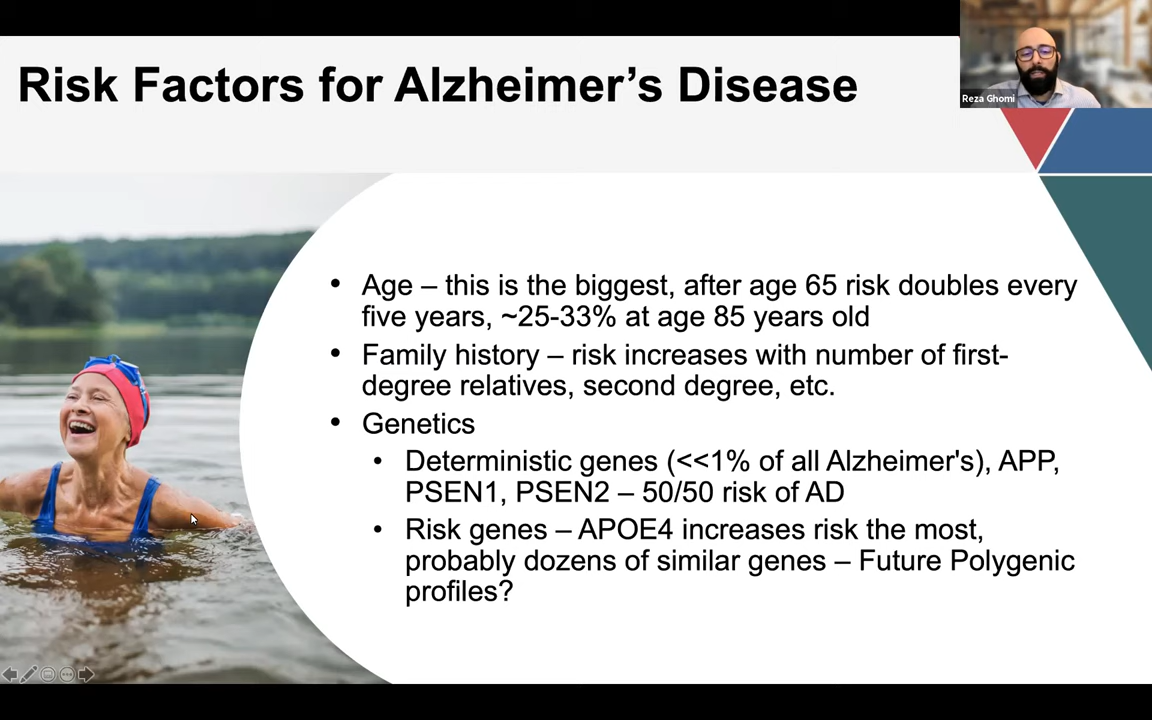 Risk Factors for Alzheimer’s Disease
Reza Ghomi
• Age – this is the biggest, after age 65 risk doubles every
five years, ~25-33% at age 85 years old
• Family history – risk increases with number of first-
degree relatives, second degree, etc.
• Genetics
• Deterministic genes (<<1% of all Alzheimer's), APP,
PSEN1, PSEN2 – 50/50 risk of AD
• Risk genes – APOE4 increases risk the most,
probably dozens of similar genes – Future Polygenic
profiles?